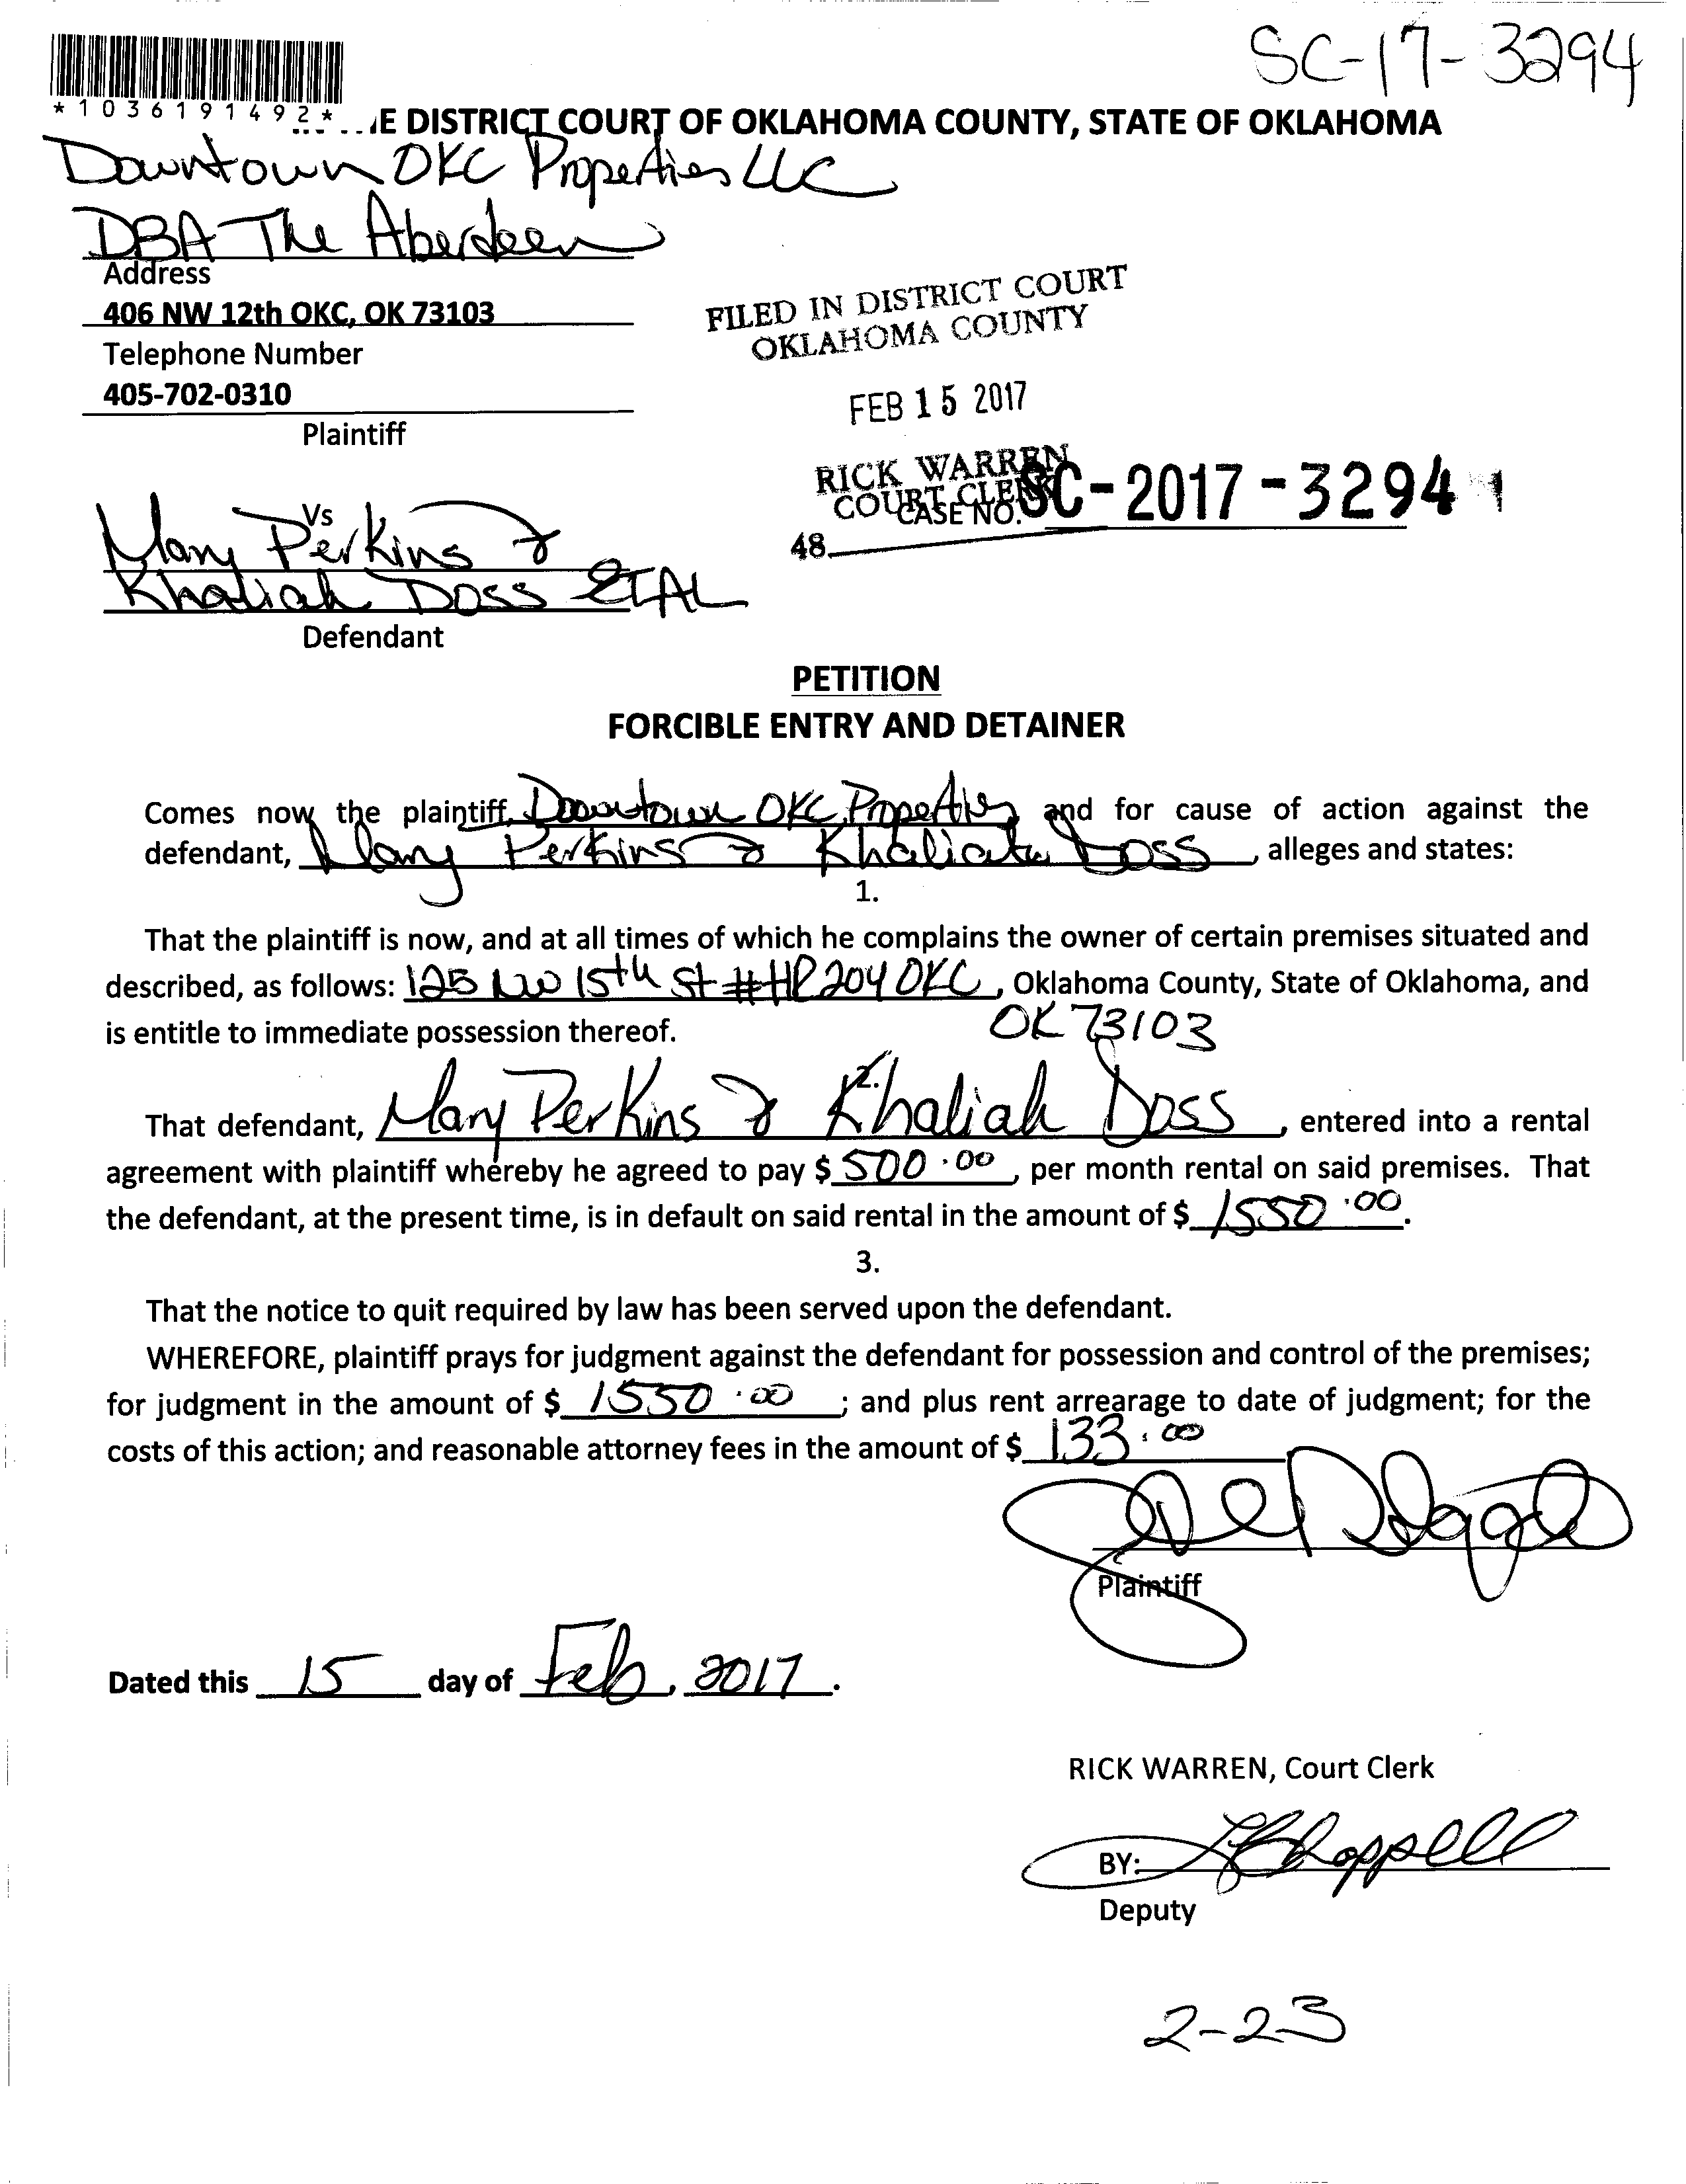 SC-17-3294
*1036191492*
E DISTRICT COURT OF OKLAHOMA COUNTY, STATE OF OKLAHOMA
Downtown OKC Properties LLC
DBA The Aberdeen
Address
406 NW 12th OKC, OK 73103
Telephone Number
405-702-0310
Plaintiff
FILED IN DISTRICT COURT
OKLAHOMA COUNTY
FEB 15 2017
RICK WARREN
COURT CLERK
CASE NO. SC-2017-3294
48
Vs
Mary Perkins &
Khaliah Doss ETAL
Defendant
PETITION
FORCIBLE ENTRY AND DETAINER
Comes now the plaintiff, Downtown OKC Properties and for cause of action against the
defendant, Mary Perkins & Khaliah Doss, alleges and states:
1.
That the plaintiff is now, and at all times of which he complains the owner of certain premises situated and
described, as follows: 125 NW 15th St #HP204 OKC, Oklahoma County, State of Oklahoma, and
is entitle to immediate possession thereof. OK 73103
2.
That defendant, Mary Perkins & Khaliah Doss, entered into a rental
agreement with plaintiff whereby he agreed to pay $ 500.00, per month rental on said premises. That
the defendant, at the present time, is in default on said rental in the amount of $ 1550.00.
3.
That the notice to quit required by law has been served upon the defendant.
WHEREFORE, plaintiff prays for judgment against the defendant for possession and control of the premises;
for judgment in the amount of $ 1550.00; and plus rent arrearage to date of judgment; for the
costs of this action; and reasonable attorney fees in the amount of $ 133.00
Plaintiff
Dated this 15 day of Feb, 2017.
RICK WARREN, Court Clerk
BY: Chappell
Deputy
2-23